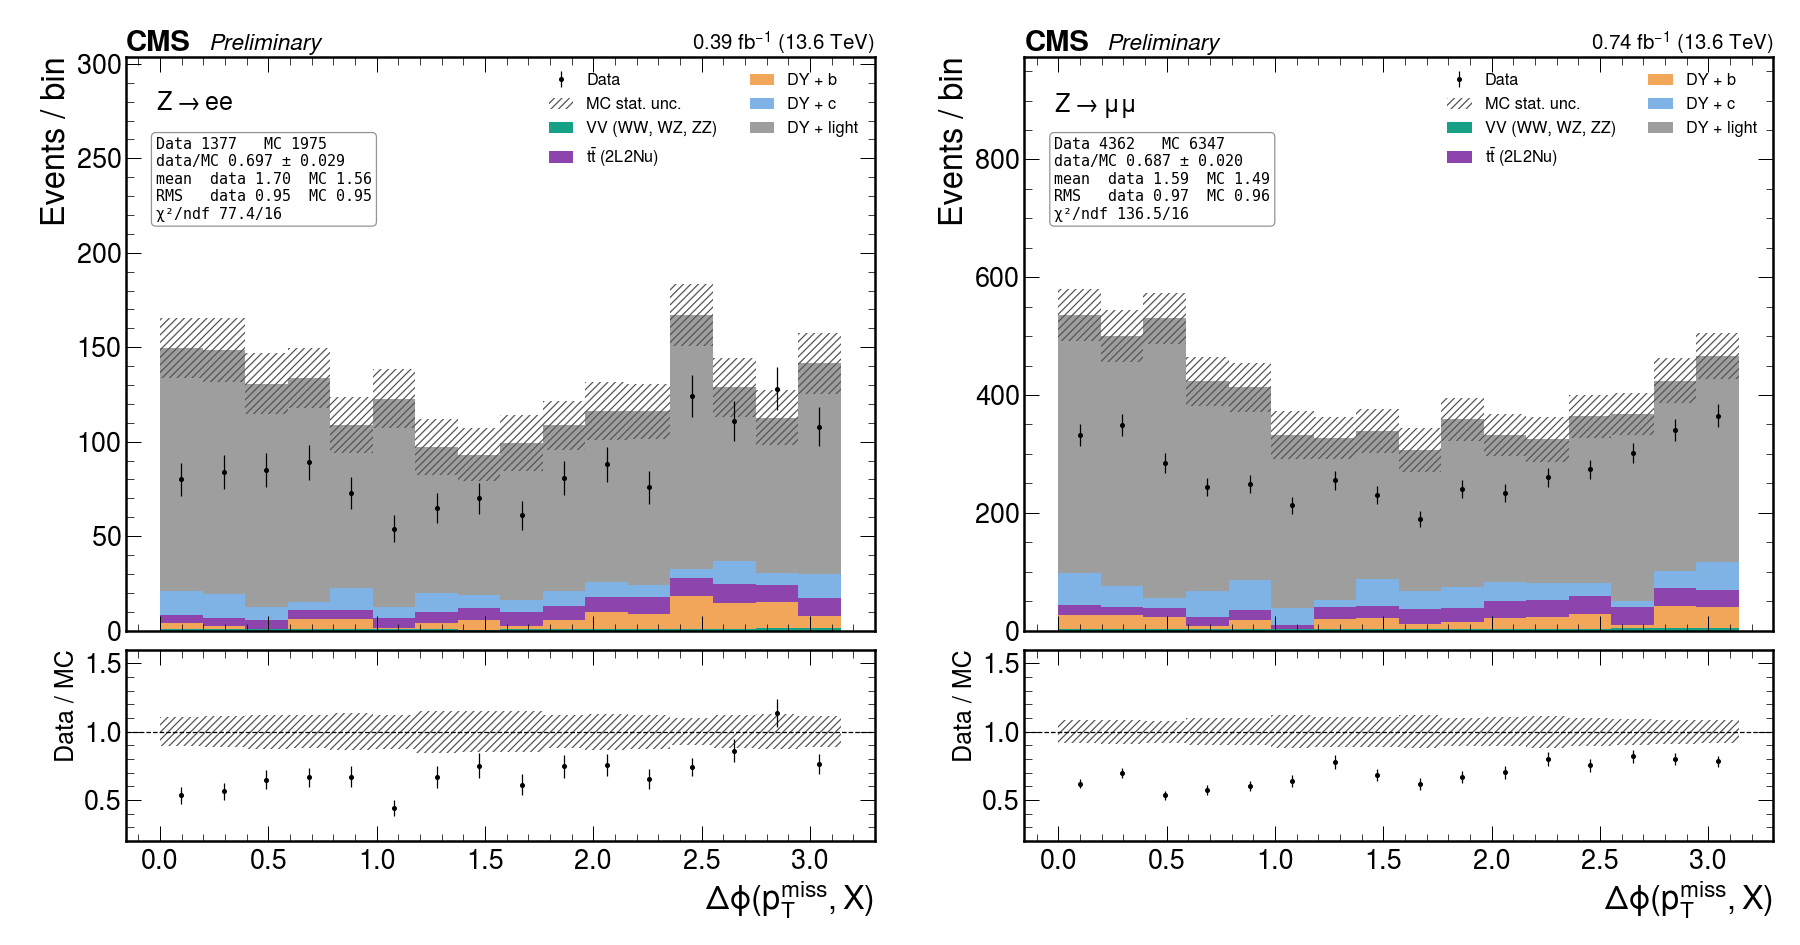 CMS Preliminary 0.39 fb⁻¹ (13.6 TeV)
Events / bin
300
250
200
150
100
50
0
Z → ee
Data 1377   MC 1975
data/MC 0.697 ± 0.029
mean  data 1.70  MC 1.56
RMS   data 0.95  MC 0.95
χ²/ndf 77.4/16
Data
MC stat. unc.
VV (WW, WZ, ZZ)
tt̄ (2L2Nu)
DY + b
DY + c
DY + light
Data / MC
1.5
1.0
0.5
0.0 0.5 1.0 1.5 2.0 2.5 3.0
Δϕ(p_T^miss, X)
CMS Preliminary 0.74 fb⁻¹ (13.6 TeV)
Events / bin
800
600
400
200
0
Z → μμ
Data 4362   MC 6347
data/MC 0.687 ± 0.020
mean  data 1.59  MC 1.49
RMS   data 0.97  MC 0.96
χ²/ndf 136.5/16
Data
MC stat. unc.
VV (WW, WZ, ZZ)
tt̄ (2L2Nu)
DY + b
DY + c
DY + light
Data / MC
1.5
1.0
0.5
0.0 0.5 1.0 1.5 2.0 2.5 3.0
Δϕ(p_T^miss, X)